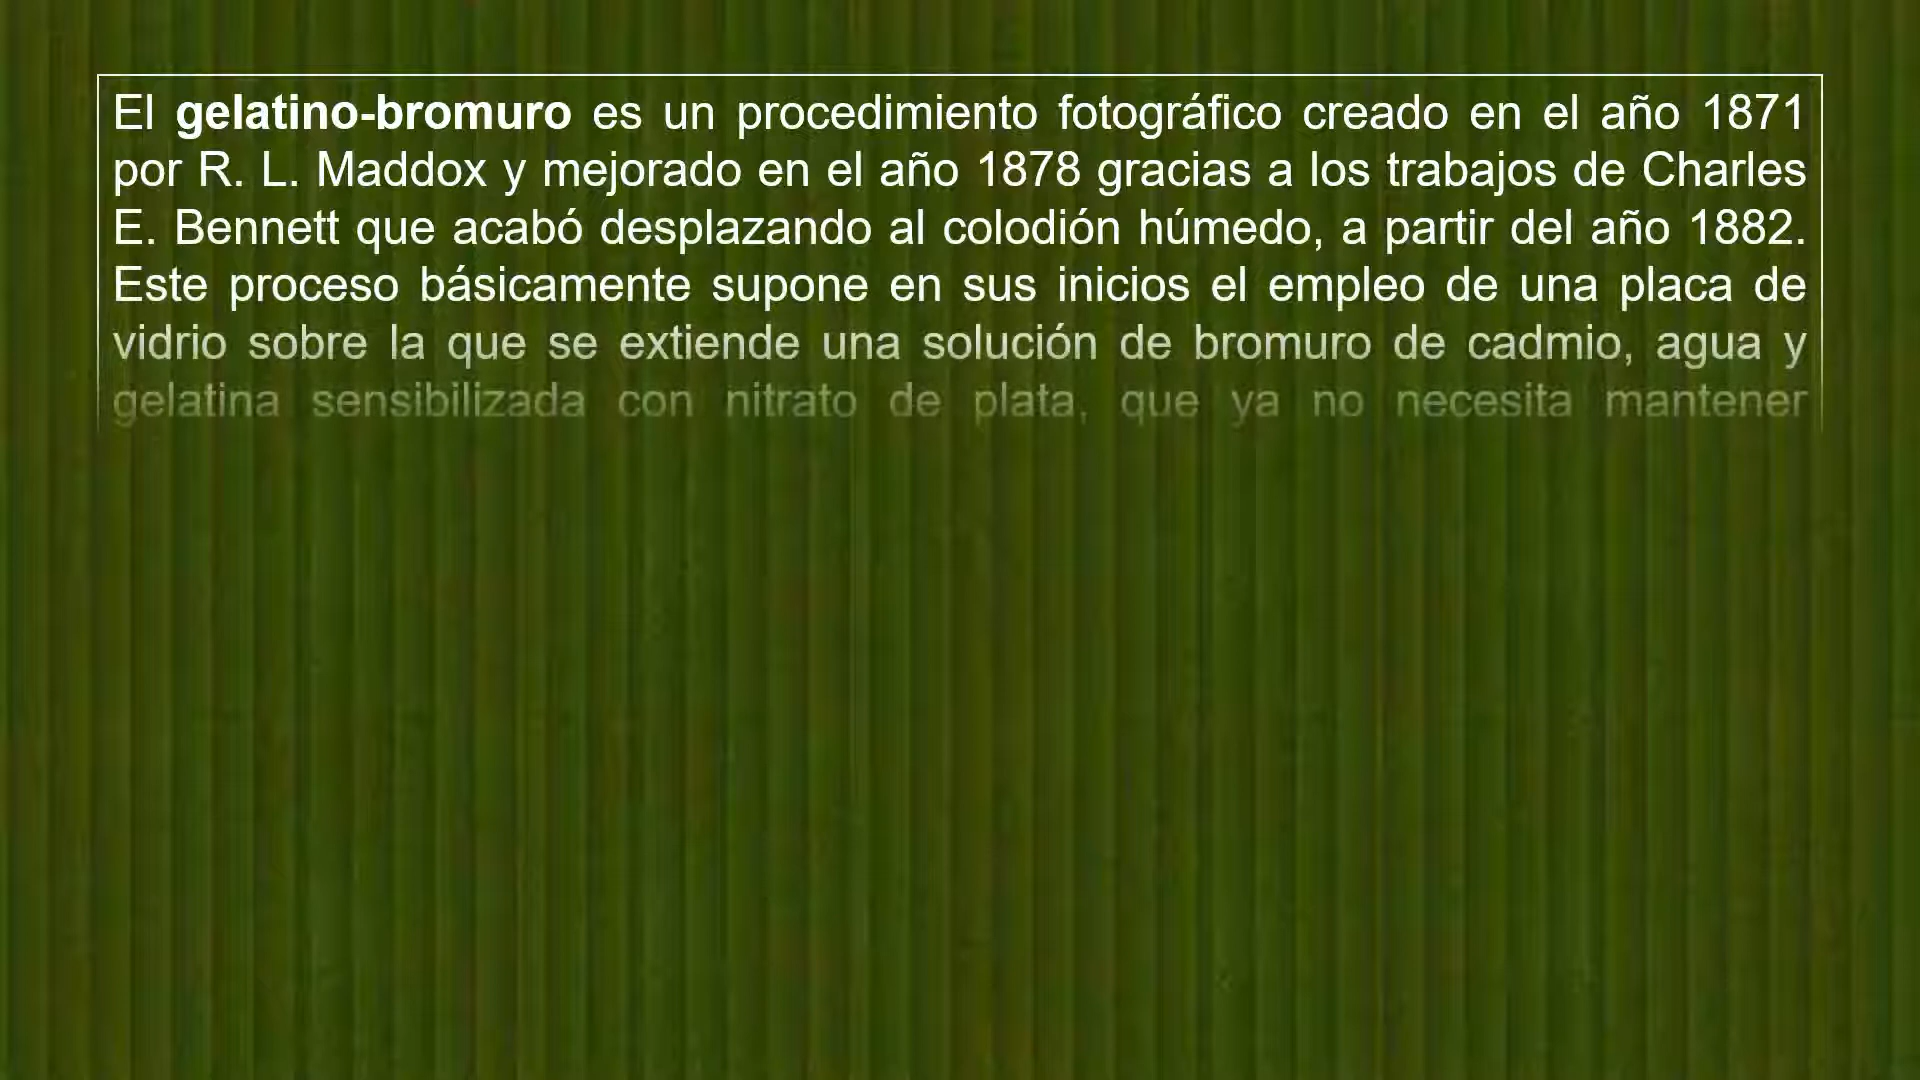 El gelatino-bromuro es un procedimiento fotográfico creado en el año 1871
por R. L. Maddox y mejorado en el año 1878 gracias a los trabajos de Charles
E. Bennett que acabó desplazando al colodión húmedo, a partir del año 1882.
Este proceso básicamente supone en sus inicios el empleo de una placa de
vidrio sobre la que se extiende una solución de bromuro de cadmio, agua y
gelatina sensibilizada con nitrato de plata, que ya no necesita mantener